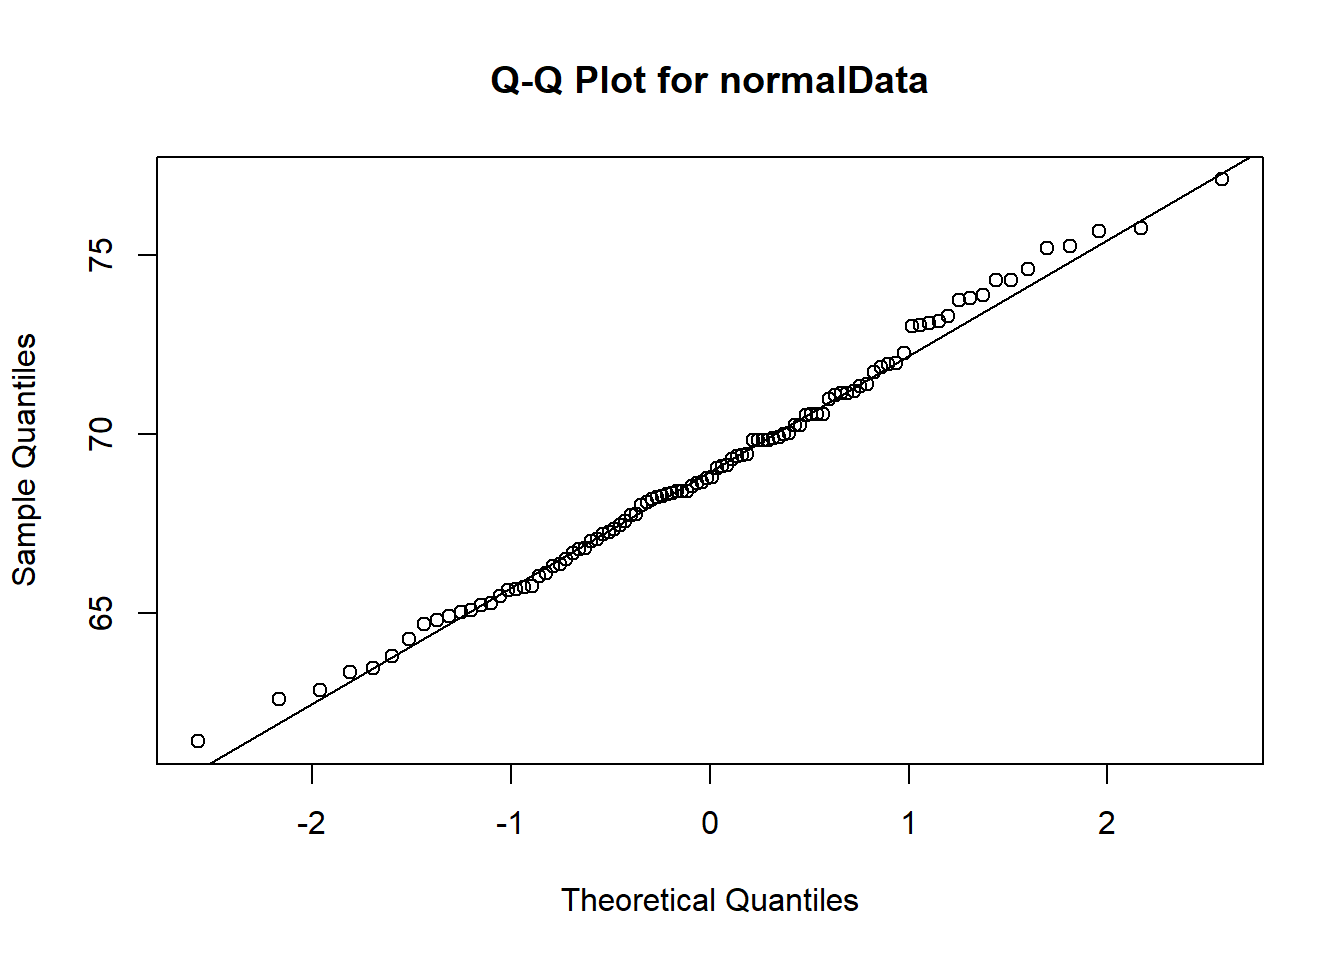 Q-Q Plot for normalData
Sample Quantiles
75
70
65
-2 -1 0 1 2
Theoretical Quantiles